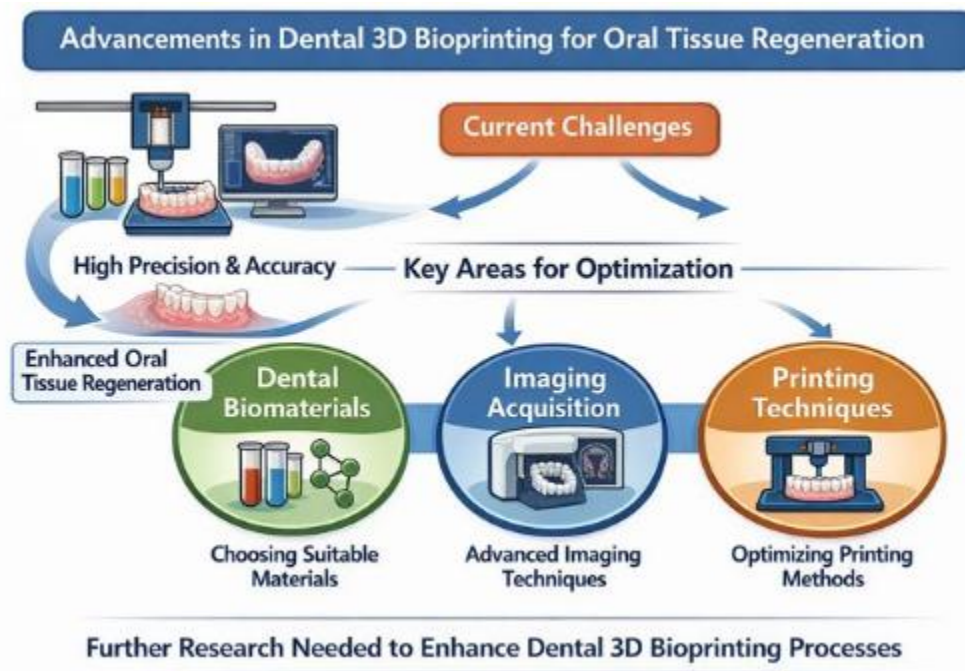 Advancements in Dental 3D Bioprinting for Oral Tissue Regeneration
Current Challenges
High Precision & Accuracy
Key Areas for Optimization
Enhanced Oral
Tissue Regeneration
Dental
Biomaterials
Imaging
Acquisition
Printing
Techniques
Choosing Suitable
Materials
Advanced Imaging
Techniques
Optimizing Printing
Methods
Further Research Needed to Enhance Dental 3D Bioprinting Processes